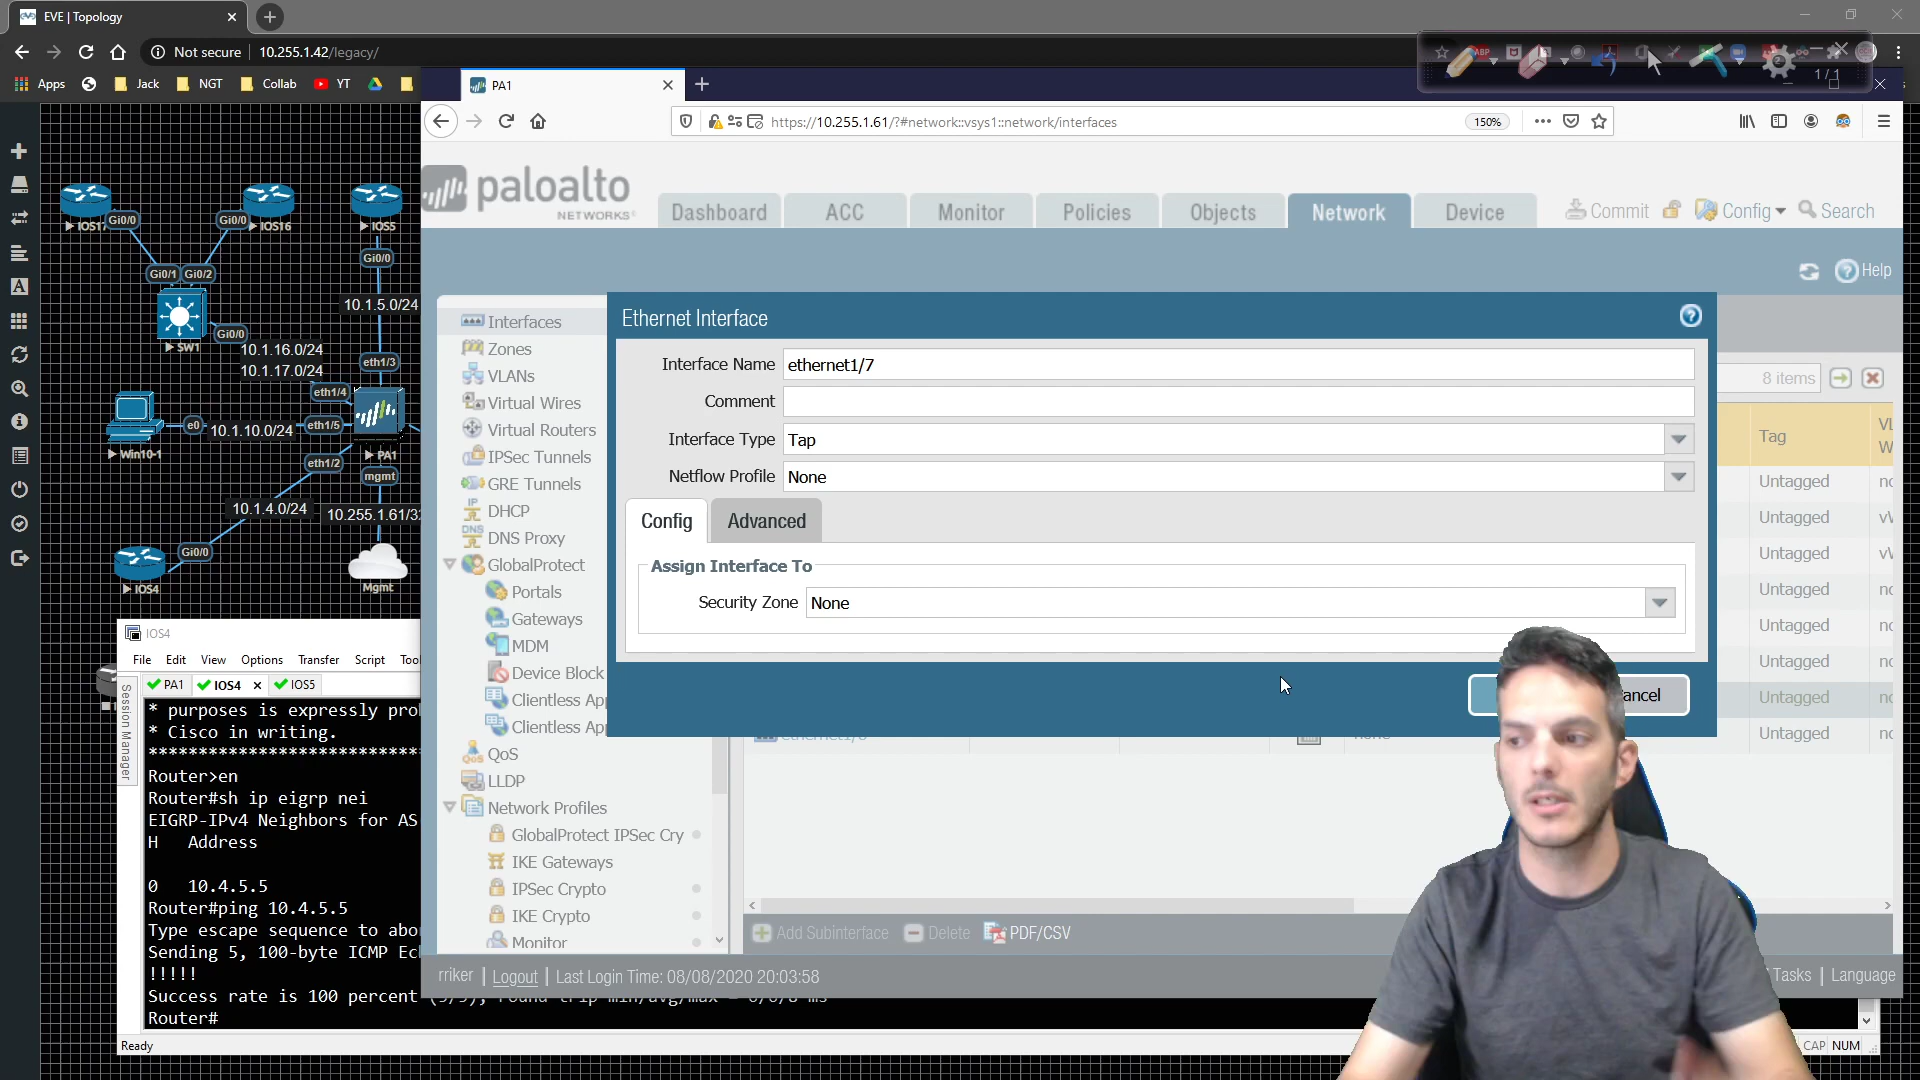 EVE | Topology
Not secure | 10.255.1.42/legacy/
Apps
Jack
NGT
Collab
YT
ABP
1 / 1
PA1
https://10.255.1.61/?#network::vsys1::network/interfaces
150%
paloalto
NETWORKS
Dashboard
ACC
Monitor
Policies
Objects
Network
Device
Commit
Config
Search
Help
IOS17
Gi0/0
Gi0/0
IOS16
IOS5
Gi0/0
Gi0/1
Gi0/2
10.1.5.0/24
SW1
Gi0/0
10.1.16.0/24
10.1.17.0/24
eth1/3
eth1/4
Win10-1
e0
10.1.10.0/24
eth1/5
PA1
eth1/2
mgmt
10.1.4.0/24
10.255.1.61/32
Gi0/0
IOS4
Mgmt
Interfaces
Zones
VLANs
Virtual Wires
Virtual Routers
IPSec Tunnels
GRE Tunnels
DHCP
DNS Proxy
GlobalProtect
Portals
Gateways
MDM
Device Block
Clientless App
Clientless App
QoS
LLDP
Network Profiles
GlobalProtect IPSec Cry
IKE Gateways
IPSec Crypto
IKE Crypto
Monitor
Ethernet Interface
Interface Name ethernet1/7
Comment
Interface Type Tap
Netflow Profile None
Config
Advanced
Assign Interface To
Security Zone None
ancel
8 items
Tag
VL
W
Untagged
Untagged
Untagged
Untagged
Untagged
Untagged
Untagged
Untagged
none
Add Subinterface
Delete
PDF/CSV
rriker | Logout | Last Login Time: 08/08/2020 20:03:58
Tasks | Language
IOS4
File
Edit
View
Options
Transfer
Script
Too
Session Manager
PA1
IOS4
IOS5
* purposes is expressly pro
* Cisco in writing.
***************************
Router>en
Router#sh ip eigrp nei
EIGRP-IPv4 Neighbors for AS
H Address
0 10.4.5.5
Router#ping 10.4.5.5
Type escape sequence to abo
Sending 5, 100-byte ICMP Ec
!!!!!
Success rate is 100 percent
Router#
Ready
CAP
NUM